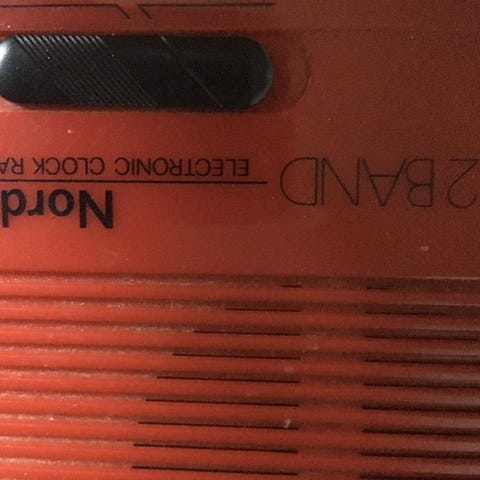 2 BAND
Nord
ELECTRONIC CLOCK RA